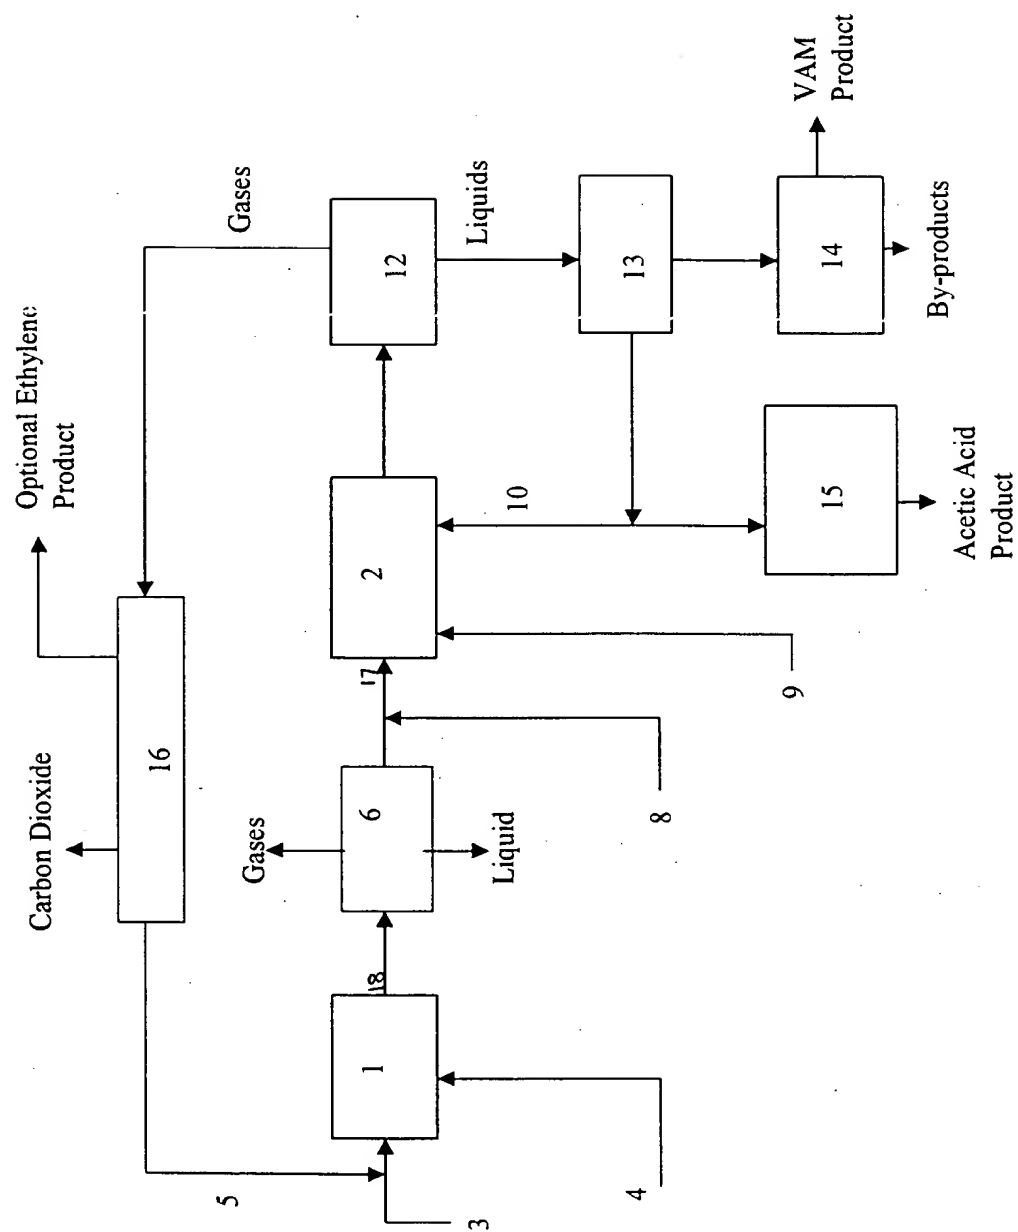 Optional Ethylene
Product
Carbon Dioxide
16
Gases
5
Gases
12
Liquids
18
1
6
17
2
Liquid
10
3
4
8
9
13
15
14
VAM
Product
By-products
Acetic Acid
Product